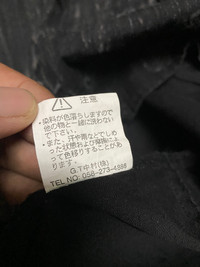 注意
・染料が色落ちしますので
他の物と一緒に洗わない
で下さい。
・また、汗や雨などでしめ
った状態および摩擦によ
って色移りすることがあ
ります。
G.T中村(株)
TEL NO: 058-273-4588